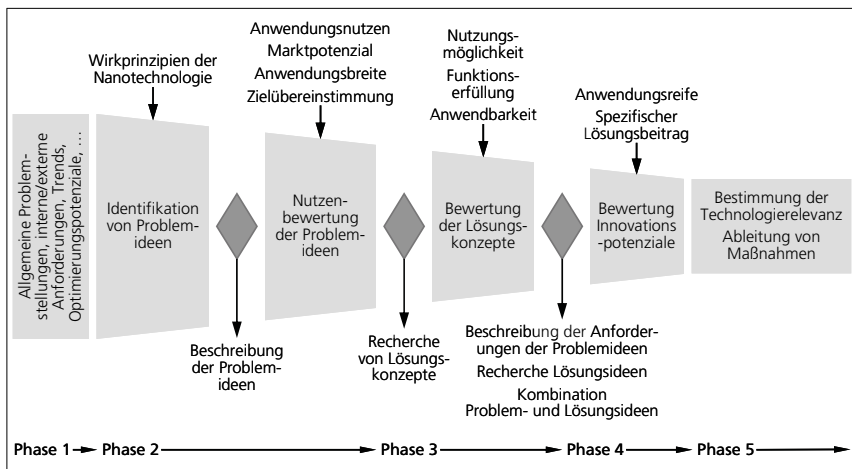 Wirkprinzipien der
Nanotechnologie
Anwendungsnutzen
Marktpotenzial
Anwendungsbreite
Zielübereinstimmung
Nutzungs-
möglichkeit
Funktions-
erfüllung
Anwendbarkeit
Anwendungsreife
Spezifischer
Lösungsbeitrag
Allgemeine Problem-
stellungen, interne/externe
Anforderungen, Trends,
Optimierungspotenziale, ...
Identifikation
von Problem-
ideen
Nutzen-
bewertung
der Problem-
ideen
Bewertung
der Lösungs-
konzepte
Bewertung
Innovations
-potenziale
Bestimmung der
Technologierelevanz
Ableitung von
Maßnahmen
Beschreibung
der Problem-
ideen
Recherche
von Lösungs-
konzepte
Beschreibung der Anforder-
ungen der Problemideen
Recherche Lösungsideen
Kombination
Problem- und Lösungsideen
Phase 1
Phase 2
Phase 3
Phase 4
Phase 5